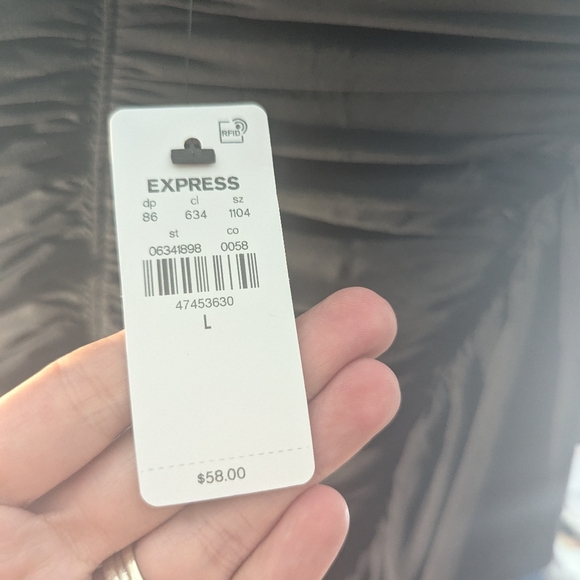 RFID
EXPRESS
dp cl sz
86 634 1104
st co
06341898 0058
47453630
L
$58.00